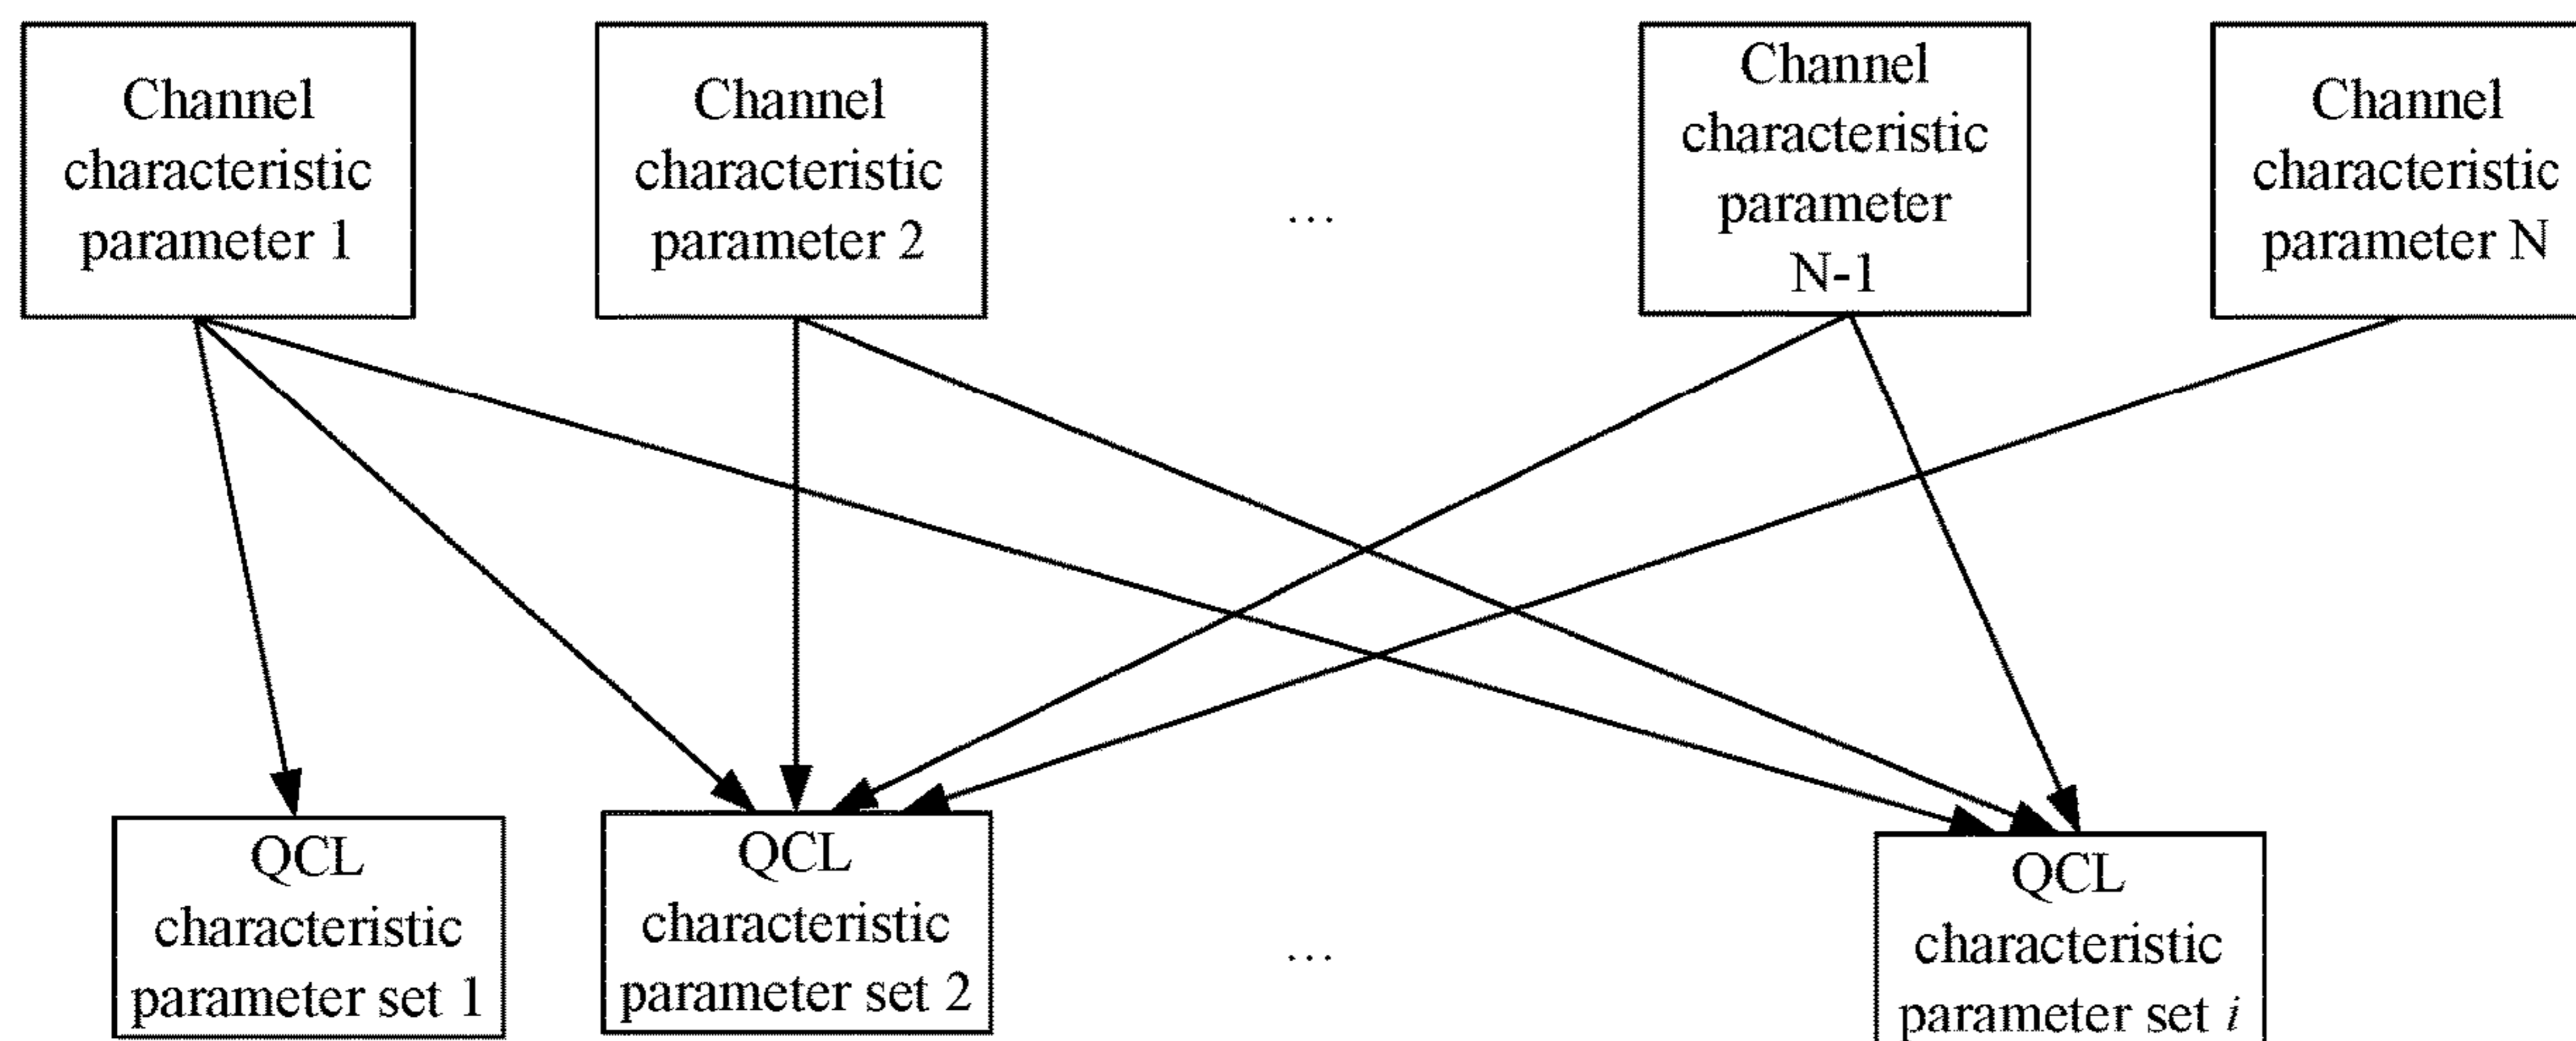 Channel
characteristic
parameter 1
Channel
characteristic
parameter 2
...
Channel
characteristic
parameter
N-1
Channel
characteristic
parameter N
QCL
characteristic
parameter set 1
QCL
characteristic
parameter set 2
...
QCL
characteristic
parameter set i